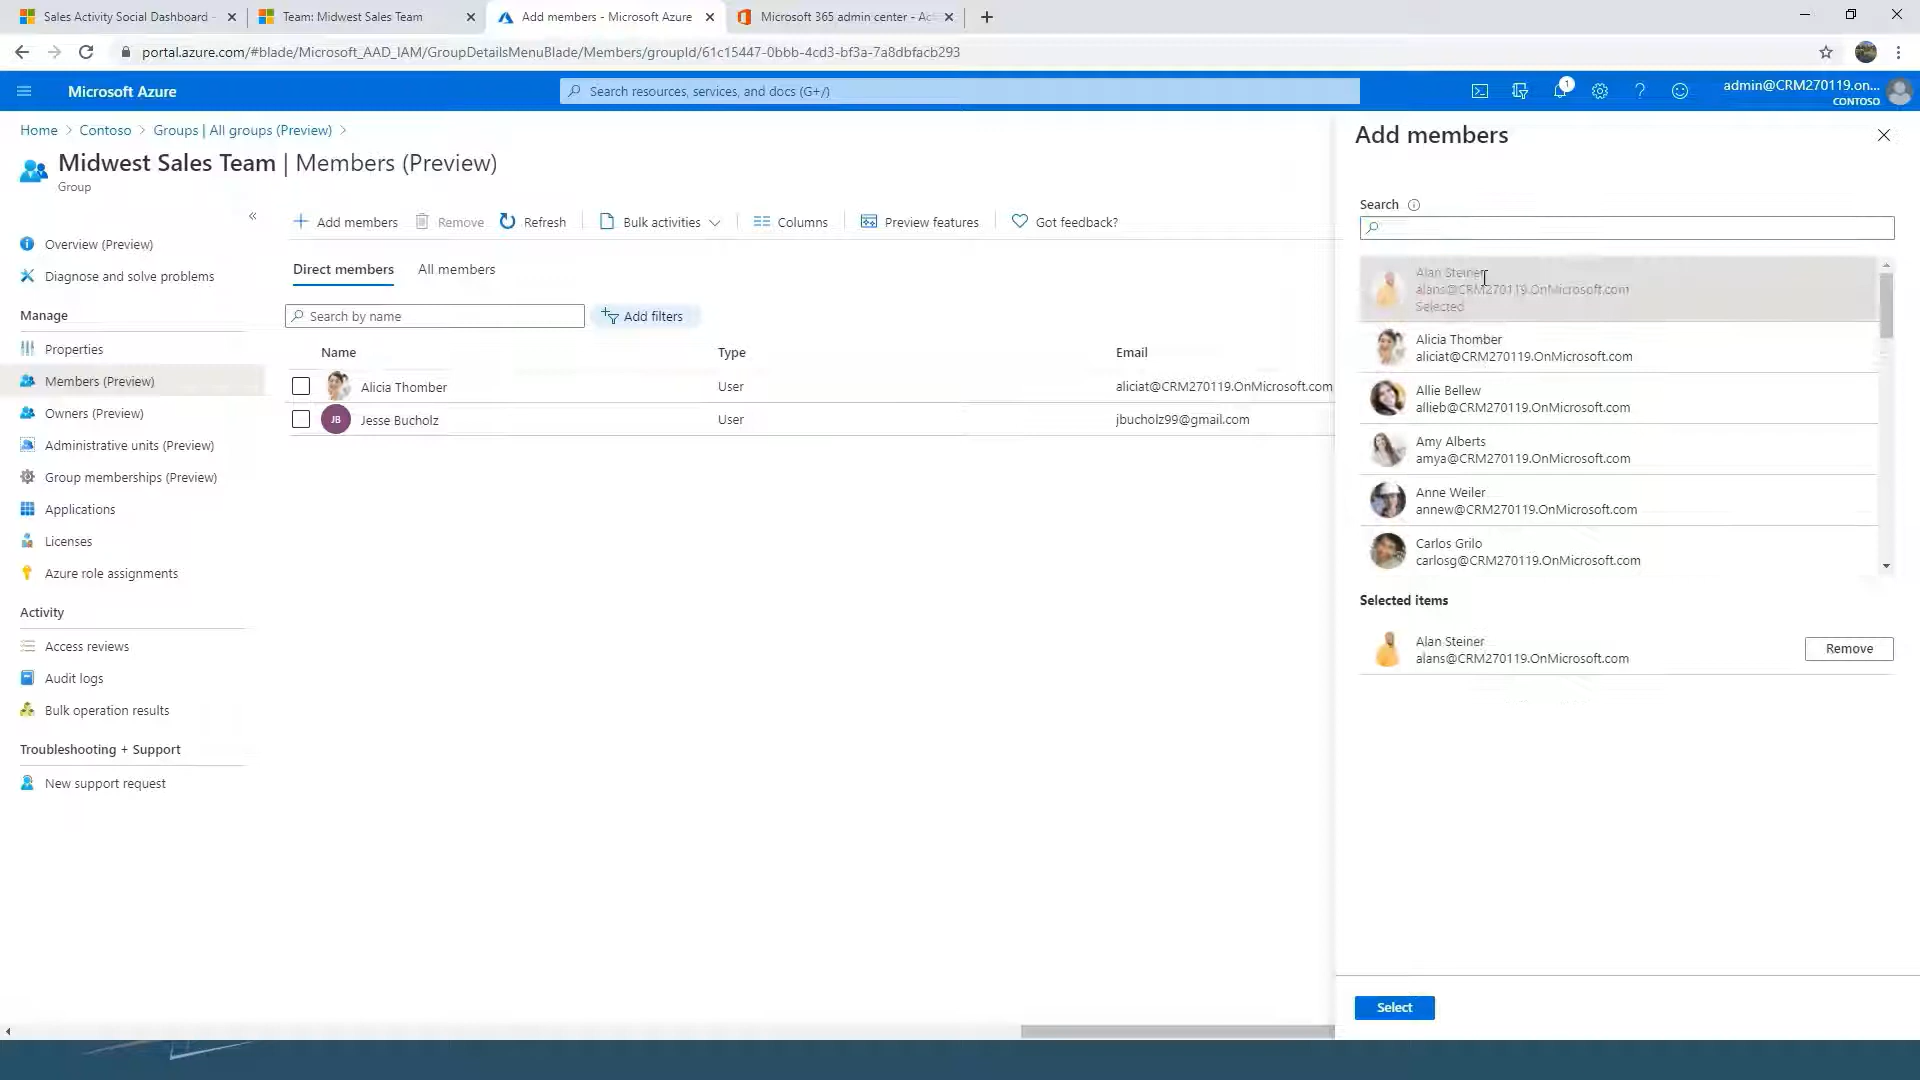 Sales Activity Social Dashboard -
Team: Midwest Sales Team
Add members - Microsoft Azure
Microsoft 365 admin center - Act
portal.azure.com/#blade/Microsoft_AAD_IAM/GroupDetailsMenuBlade/Members/groupId/61c15447-0bbb-4cd3-bf3a-7a8dbfacb293
Microsoft Azure
Search resources, services, and docs (G+/)
1
admin@CRM270119.on...
CONTOSO
Home > Contoso > Groups | All groups (Preview) >
Midwest Sales Team | Members (Preview)
Group
«
Overview (Preview)
Diagnose and solve problems
Manage
Properties
Members (Preview)
Owners (Preview)
Administrative units (Preview)
Group memberships (Preview)
Applications
Licenses
Azure role assignments
Activity
Access reviews
Audit logs
Bulk operation results
Troubleshooting + Support
New support request
Add members
Remove
Refresh
Bulk activities
Columns
Preview features
Got feedback?
Direct members
All members
Search by name
Add filters
Name Type Email
Alicia Thomber User aliciat@CRM270119.OnMicrosoft.com
JB Jesse Bucholz User jbucholz99@gmail.com
Add members
Search
Alan Steiner
alans@CRM270119.OnMicrosoft.com
Selected
Alicia Thomber
aliciat@CRM270119.OnMicrosoft.com
Allie Bellew
allieb@CRM270119.OnMicrosoft.com
Amy Alberts
amya@CRM270119.OnMicrosoft.com
Anne Weiler
annew@CRM270119.OnMicrosoft.com
Carlos Grilo
carlosg@CRM270119.OnMicrosoft.com
Selected items
Alan Steiner
alans@CRM270119.OnMicrosoft.com
Remove
Select